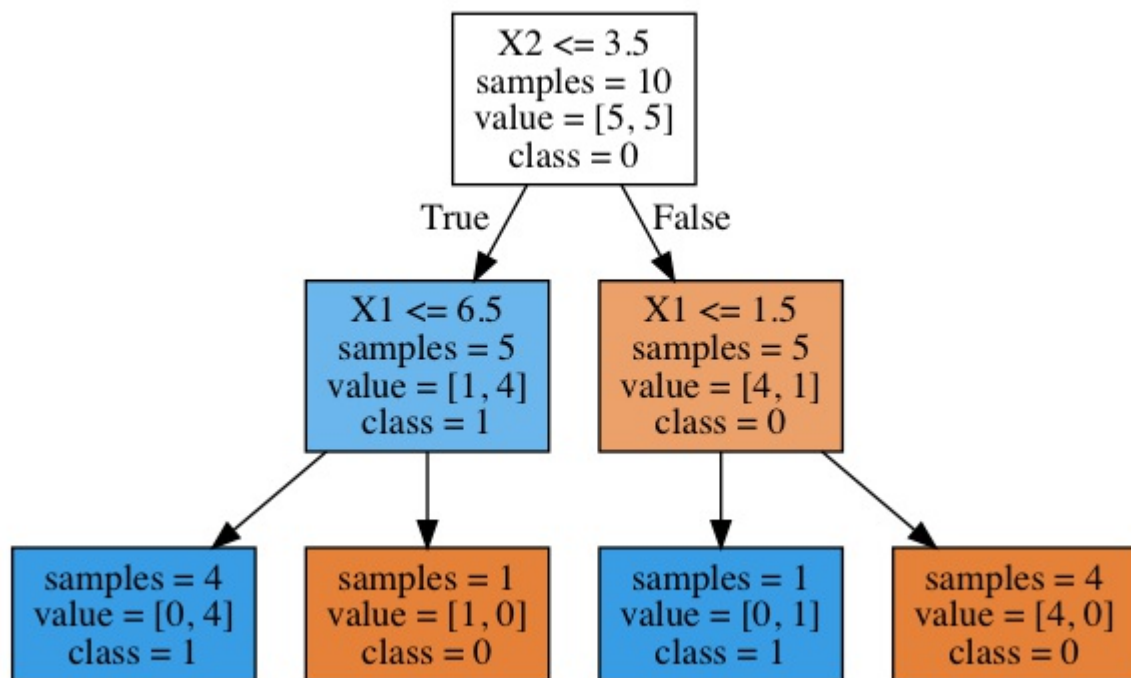 X2 <= 3.5
samples = 10
value = [5, 5]
class = 0
True
False
X1 <= 6.5
samples = 5
value = [1, 4]
class = 1
X1 <= 1.5
samples = 5
value = [4, 1]
class = 0
samples = 4
value = [0, 4]
class = 1
samples = 1
value = [1, 0]
class = 0
samples = 1
value = [0, 1]
class = 1
samples = 4
value = [4, 0]
class = 0